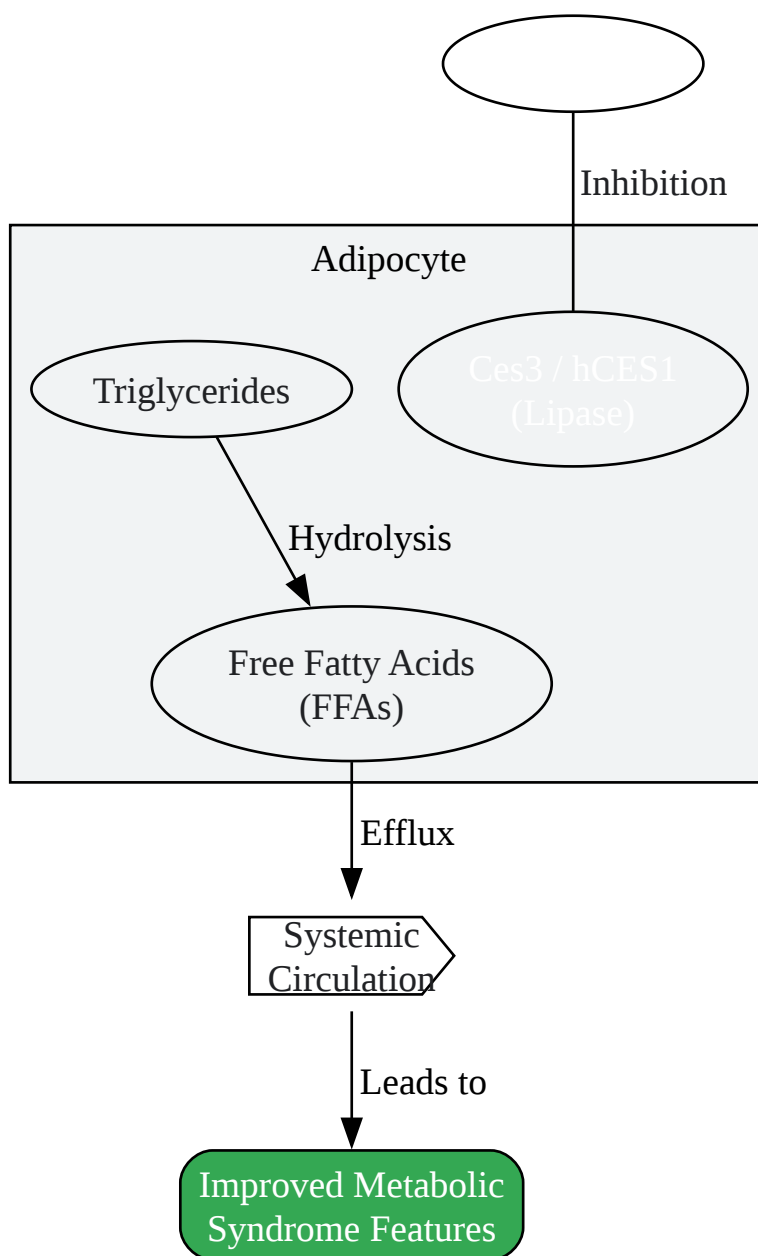 Inhibition
Adipocyte
Ces3 / hCES1
(Lipase)
Triglycerides
Hydrolysis
Free Fatty Acids
(FFAs)
Efflux
Systemic
Circulation
Leads to
Improved Metabolic
Syndrome Features